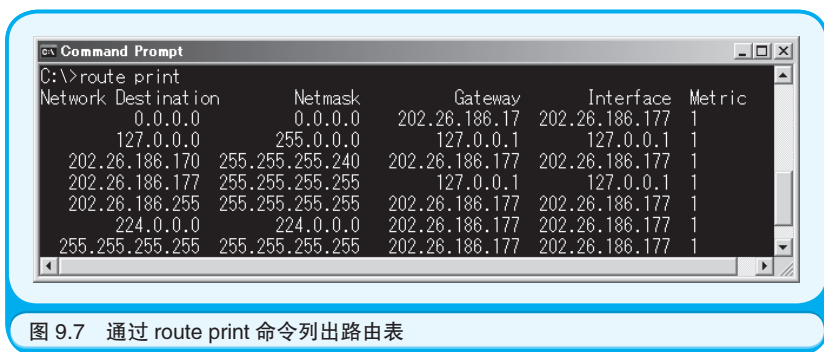 Command Prompt
C:\>route print
Network Destination Netmask Gateway Interface Metric
0.0.0.0 0.0.0.0 202.26.186.17 202.26.186.177 1
127.0.0.0 255.0.0.0 127.0.0.1 127.0.0.1 1
202.26.186.170 255.255.255.240 202.26.186.177 202.26.186.177 1
202.26.186.177 255.255.255.255 127.0.0.1 127.0.0.1 1
202.26.186.255 255.255.255.255 202.26.186.177 202.26.186.177 1
224.0.0.0 224.0.0.0 202.26.186.177 202.26.186.177 1
255.255.255.255 255.255.255.255 202.26.186.177 202.26.186.177 1
图 9.7 通过 route print 命令列出路由表